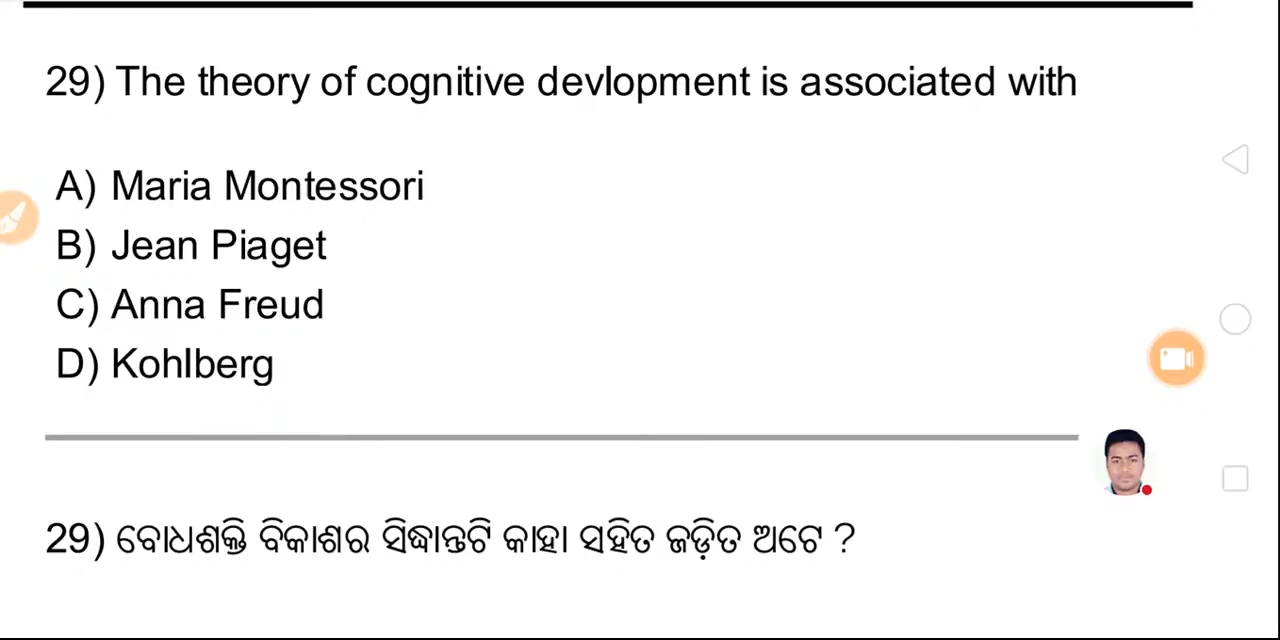 29) The theory of cognitive devlopment is associated with
A) Maria Montessori
B) Jean Piaget
C) Anna Freud
D) Kohlberg
29) ବୋଧଶକ୍ତି ବିକାଶର ସିଦ୍ଧାନ୍ତଟି କାହା ସହିତ ଜଡ଼ିତ ଅଟେ ?